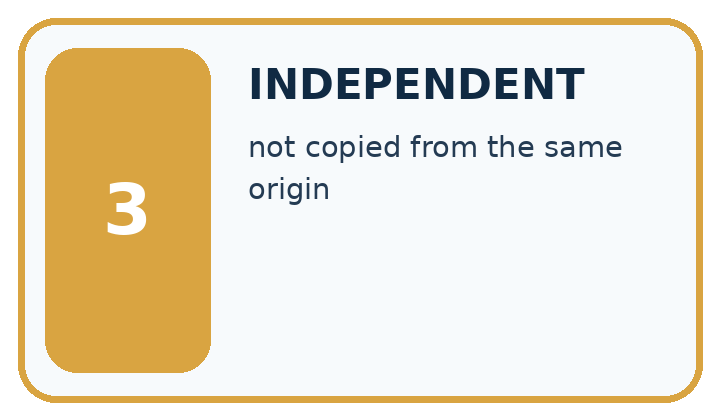 3
INDEPENDENT
not copied from the same
origin